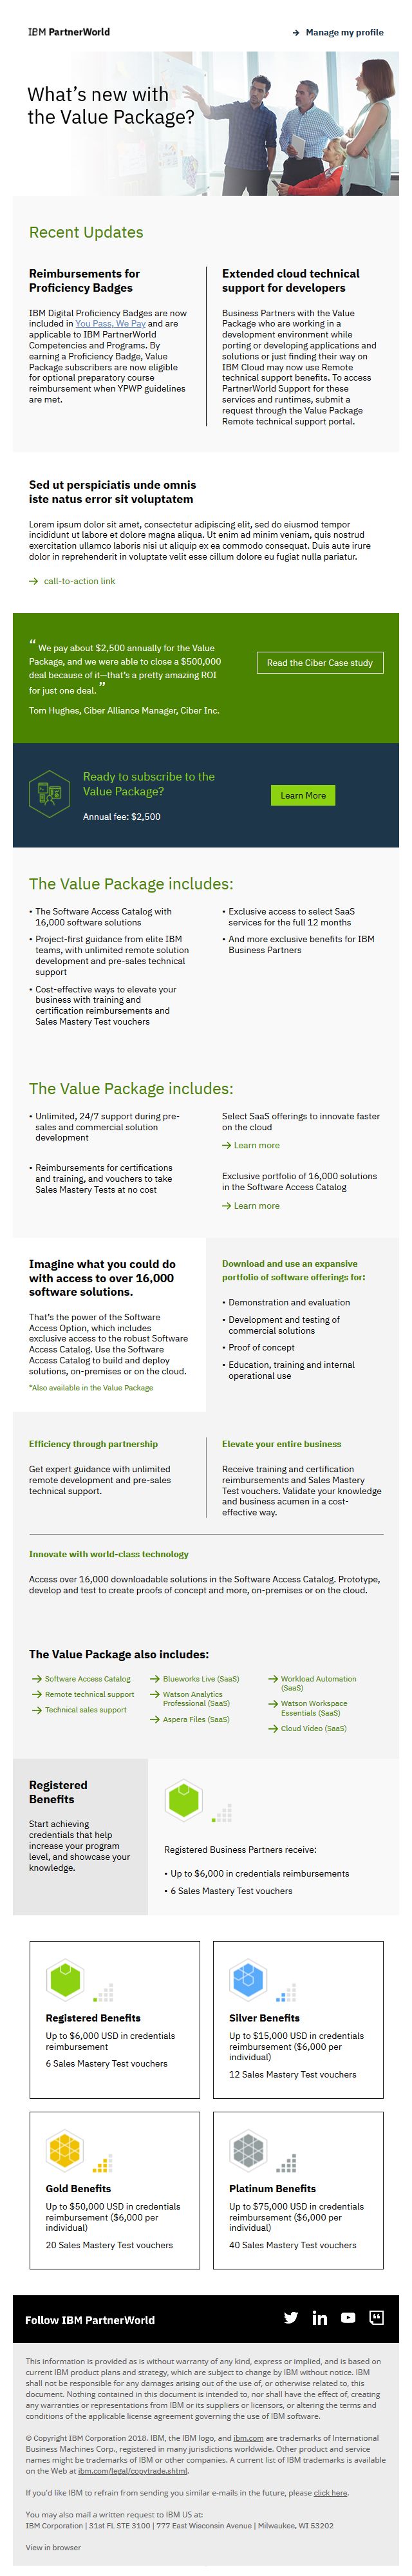 IBM PartnerWorld
Manage my profile
What's new with
the Value Package?
Recent Updates
Reimbursements for
Proficiency Badges
IBM Digital Proficiency Badges are now
included in You Pass, We Pay and are
applicable to IBM PartnerWorld
Competencies and Programs. By
earning a Proficiency Badge, Value
Package subscribers are now eligible
for optional preparatory course
reimbursement when YPWP guidelines
are met.
Extended cloud technical
support for developers
Business Partners with the Value
Package who are working in a
development environment while
porting or developing applications and
solutions or just finding their way on
IBM Cloud may now use Remote
technical support benefits. To access
PartnerWorld Support for these
services and runtimes, submit a
request through the Value Package
Remote technical support portal.
Sed ut perspiciatis unde omnis
iste natus error sit voluptatem
Lorem ipsum dolor sit amet, consectetur adipiscing elit, sed do eiusmod tempor
incididunt ut labore et dolore magna aliqua. Ut enim ad minim veniam, quis nostrud
exercitation ullamco laboris nisi ut aliquip ex ea commodo consequat. Duis aute irure
dolor in reprehenderit in voluptate velit esse cillum dolore eu fugiat nulla pariatur.
call-to-action link
“ We pay about $2,500 annually for the Value
Package, and we were able to close a $500,000
deal because of it—that's a pretty amazing ROI
for just one deal. ”
Tom Hughes, Ciber Alliance Manager, Ciber Inc.
Read the Ciber Case study
Ready to subscribe to the
Value Package?
Annual fee: $2,500
Learn More
The Value Package includes:
• The Software Access Catalog with
16,000 software solutions
• Project-first guidance from elite IBM
teams, with unlimited remote solution
development and pre-sales technical
support
• Cost-effective ways to elevate your
business with training and
certification reimbursements and
Sales Mastery Test vouchers
• Exclusive access to select SaaS
services for the full 12 months
• And more exclusive benefits for IBM
Business Partners
The Value Package includes:
• Unlimited, 24/7 support during pre-
sales and commercial solution
development
• Reimbursements for certifications
and training, and vouchers to take
Sales Mastery Tests at no cost
Select SaaS offerings to innovate faster
on the cloud
Learn more
Exclusive portfolio of 16,000 solutions
in the Software Access Catalog
Learn more
Imagine what you could do
with access to over 16,000
software solutions.
That's the power of the Software
Access Option, which includes
exclusive access to the robust Software
Access Catalog. Use the Software
Access Catalog to build and deploy
solutions, on-premises or on the cloud.
*Also available in the Value Package
Download and use an expansive
portfolio of software offerings for:
• Demonstration and evaluation
• Development and testing of
commercial solutions
• Proof of concept
• Education, training and internal
operational use
Efficiency through partnership
Get expert guidance with unlimited
remote development and pre-sales
technical support.
Elevate your entire business
Receive training and certification
reimbursements and Sales Mastery
Test vouchers. Validate your knowledge
and business acumen in a cost-
effective way.
Innovate with world-class technology
Access over 16,000 downloadable solutions in the Software Access Catalog. Prototype,
develop and test to create proofs of concept and more, on-premises or on the cloud.
The Value Package also includes:
Software Access Catalog
Remote technical support
Technical sales support
Blueworks Live (SaaS)
Watson Analytics
Professional (SaaS)
Aspera Files (SaaS)
Workload Automation
(SaaS)
Watson Workspace
Essentials (SaaS)
Cloud Video (SaaS)
Registered
Benefits
Start achieving
credentials that help
increase your program
level, and showcase your
knowledge.
Registered Business Partners receive:
• Up to $6,000 in credentials reimbursements
• 6 Sales Mastery Test vouchers
Registered Benefits
Up to $6,000 USD in credentials
reimbursement
6 Sales Mastery Test vouchers
Silver Benefits
Up to $15,000 USD in credentials
reimbursement ($6,000 per
individual)
12 Sales Mastery Test vouchers
Gold Benefits
Up to $50,000 USD in credentials
reimbursement ($6,000 per
individual)
20 Sales Mastery Test vouchers
Platinum Benefits
Up to $75,000 USD in credentials
reimbursement ($6,000 per
individual)
40 Sales Mastery Test vouchers
Follow IBM PartnerWorld
This information is provided as is without warranty of any kind, express or implied, and is based on
current IBM product plans and strategy, which are subject to change by IBM without notice. IBM
shall not be responsible for any damages arising out of the use of, or otherwise related to, this
document. Nothing contained in this document is intended to, nor shall have the effect of, creating
any warranties or representations from IBM or its suppliers or licensors, or altering the terms and
conditions of the applicable license agreement governing the use of IBM software.
© Copyright IBM Corporation 2018. IBM, the IBM logo, and ibm.com are trademarks of International
Business Machines Corp., registered in many jurisdictions worldwide. Other product and service
names might be trademarks of IBM or other companies. A current list of IBM trademarks is available
on the Web at ibm.com/legal/copytrade.shtml.
If you'd like IBM to refrain from sending you similar e-mails in the future, please click here.
You may also mail a written request to IBM US at:
IBM Corporation | 31st FL STE 3100 | 777 East Wisconsin Avenue | Milwaukee, WI 53202
View in browser